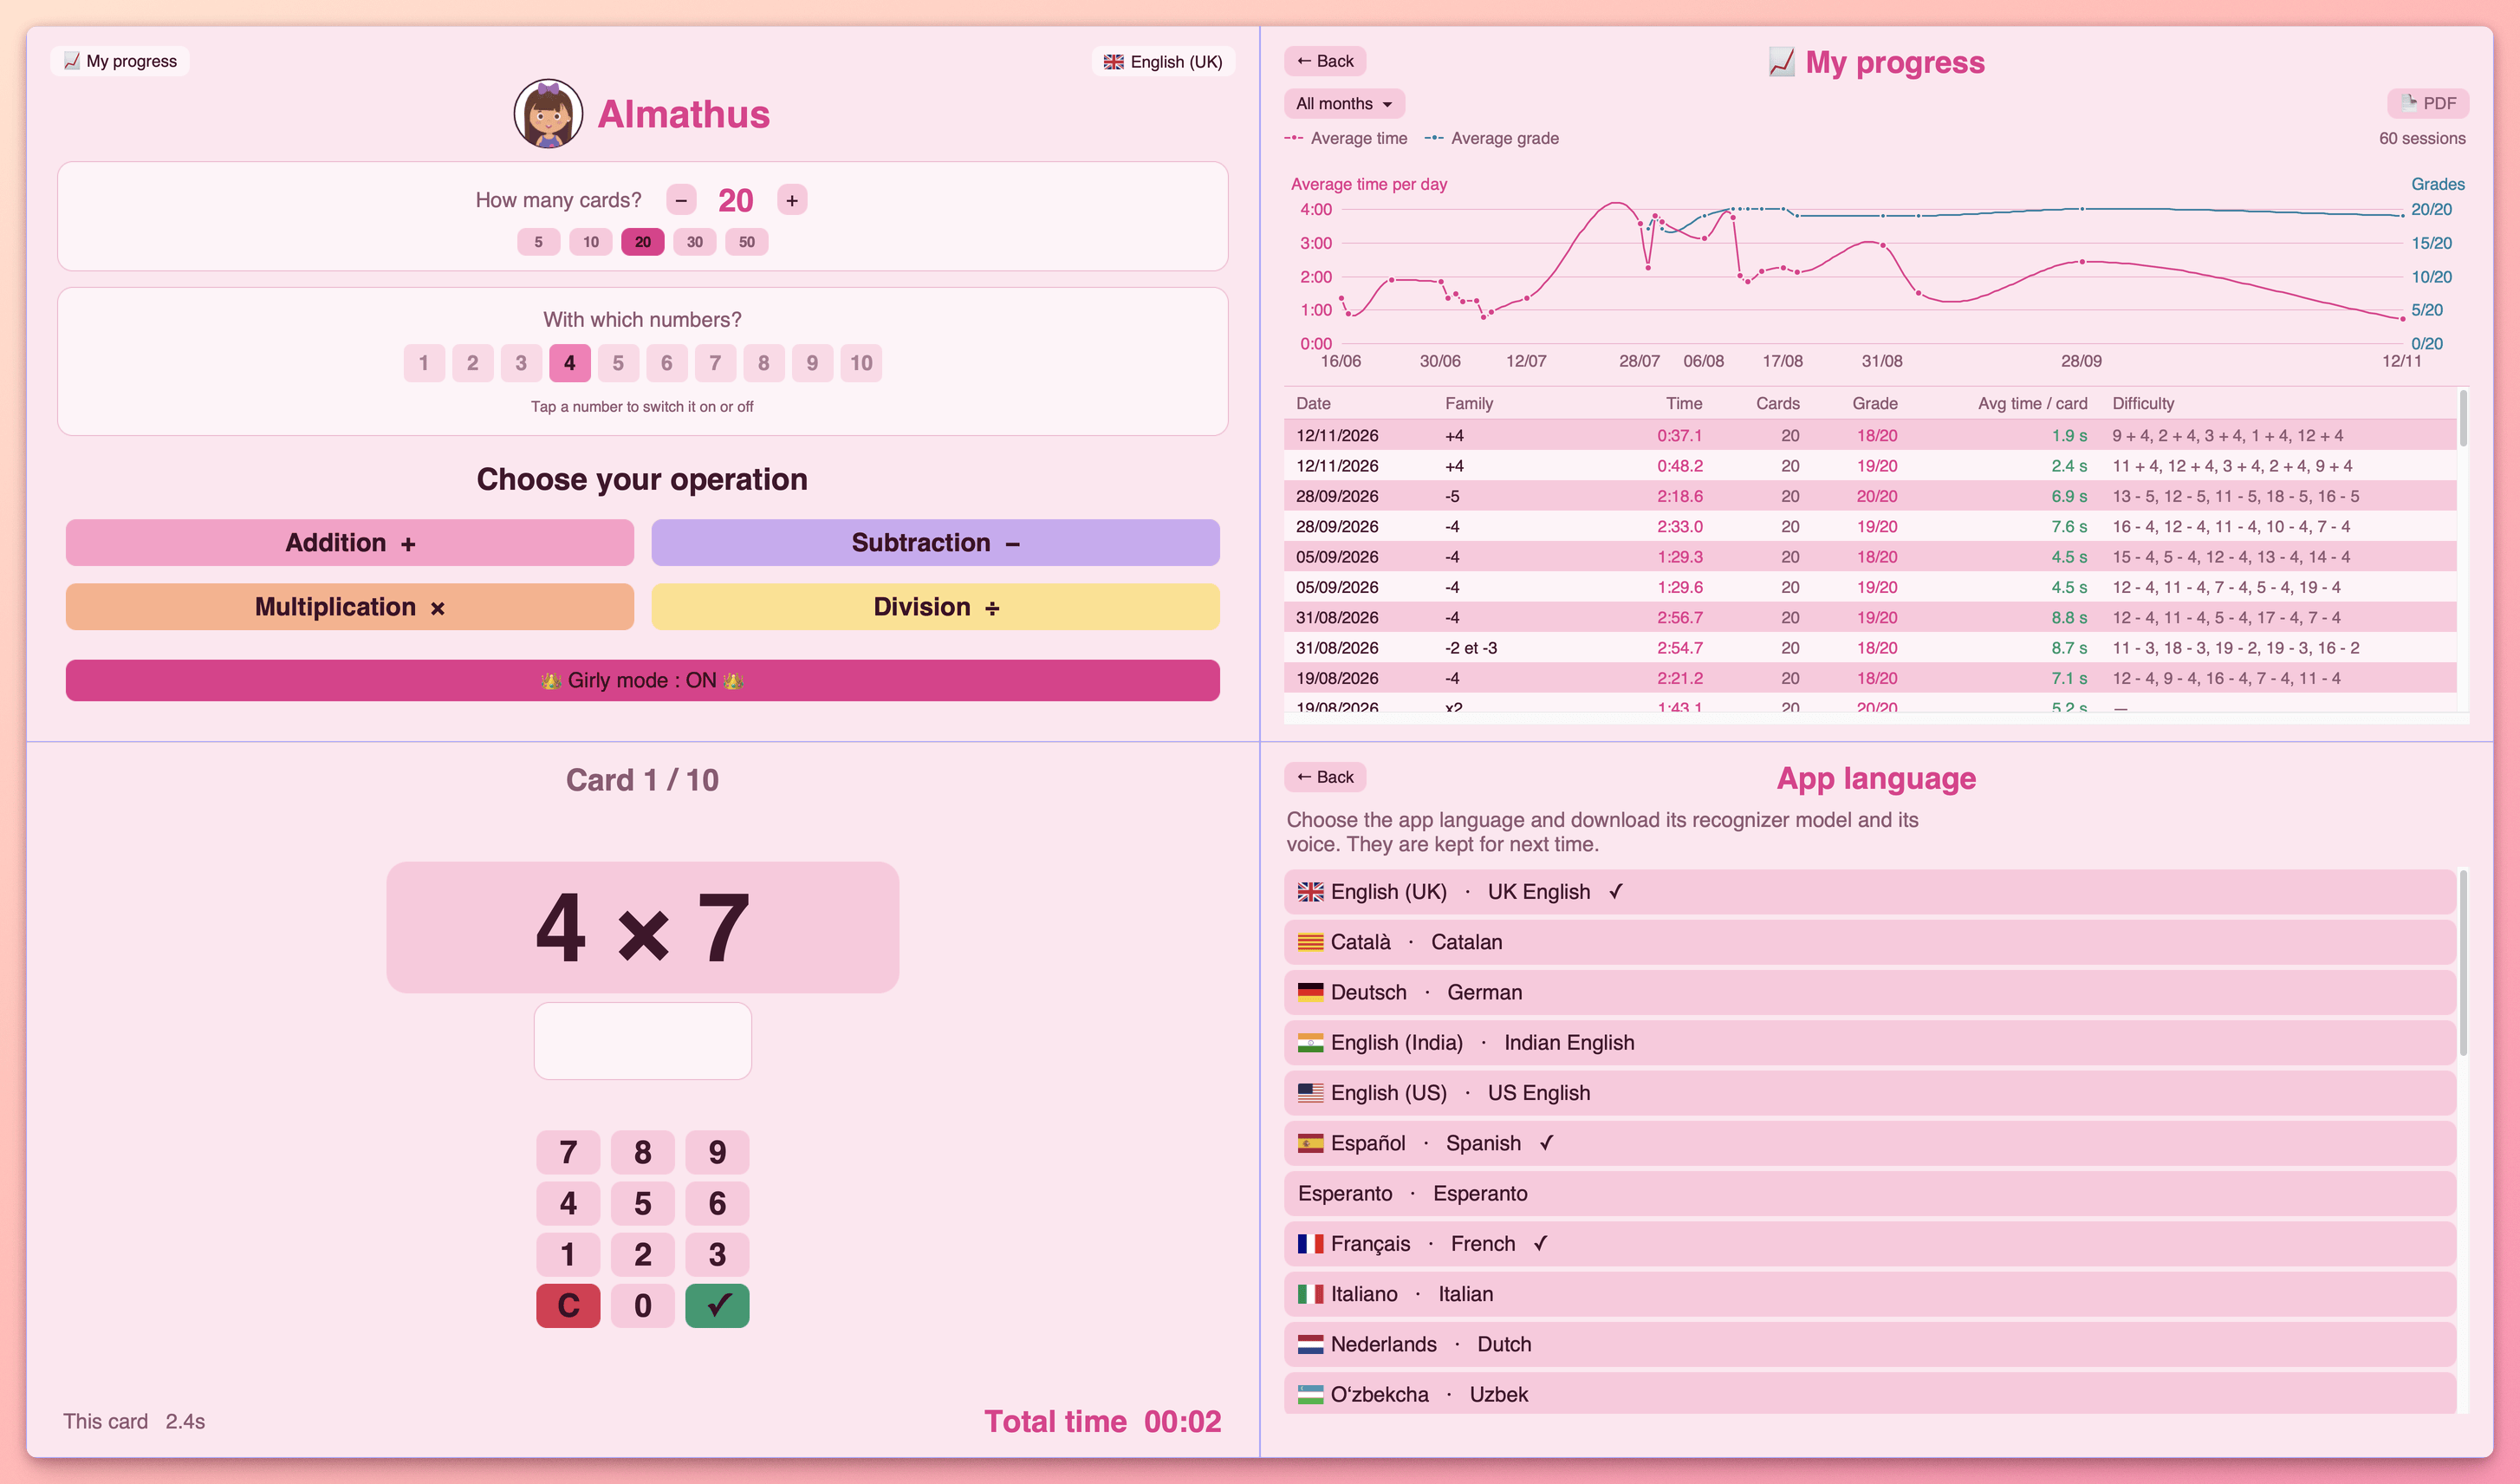 My progress
English (UK)
Almathus
How many cards? − 20 +
5 10 20 30 50
With which numbers?
1 2 3 4 5 6 7 8 9 10
Tap a number to switch it on or off
Choose your operation
Addition +
Subtraction −
Multiplication ×
Division ÷
Girly mode : ON
← Back
My progress
All months
PDF
Average time Average grade
60 sessions
Average time per day
Grades
4:00 20/20
3:00 15/20
2:00 10/20
1:00 5/20
0:00 0/20
16/06 30/06 12/07 28/07 06/08 17/08 31/08 28/09 12/11
Date Family Time Cards Grade Avg time / card Difficulty
12/11/2026 +4 0:37.1 20 18/20 1.9 s 9 + 4, 2 + 4, 3 + 4, 1 + 4, 12 + 4
12/11/2026 +4 0:48.2 20 19/20 2.4 s 11 + 4, 12 + 4, 3 + 4, 2 + 4, 9 + 4
28/09/2026 -5 2:18.6 20 20/20 6.9 s 13 - 5, 12 - 5, 11 - 5, 18 - 5, 16 - 5
28/09/2026 -4 2:33.0 20 19/20 7.6 s 16 - 4, 12 - 4, 11 - 4, 10 - 4, 7 - 4
05/09/2026 -4 1:29.3 20 18/20 4.5 s 15 - 4, 5 - 4, 12 - 4, 13 - 4, 14 - 4
05/09/2026 -4 1:29.6 20 19/20 4.5 s 12 - 4, 11 - 4, 7 - 4, 5 - 4, 19 - 4
31/08/2026 -4 2:56.7 20 19/20 8.8 s 12 - 4, 11 - 4, 5 - 4, 17 - 4, 7 - 4
31/08/2026 -2 et -3 2:54.7 20 18/20 8.7 s 11 - 3, 18 - 3, 19 - 2, 19 - 3, 16 - 2
19/08/2026 -4 2:21.2 20 18/20 7.1 s 12 - 4, 9 - 4, 16 - 4, 7 - 4, 11 - 4
19/08/2026 x2 1:43.1 20 20/20 5.2 s —
Card 1 / 10
4 × 7
7 8 9
4 5 6
1 2 3
C 0 ✓
This card 2.4s
Total time 00:02
← Back
App language
Choose the app language and download its recognizer model and its
voice. They are kept for next time.
English (UK) · UK English ✓
Català · Catalan
Deutsch · German
English (India) · Indian English
English (US) · US English
Español · Spanish ✓
Esperanto · Esperanto
Français · French ✓
Italiano · Italian
Nederlands · Dutch
Oʻzbekcha · Uzbek